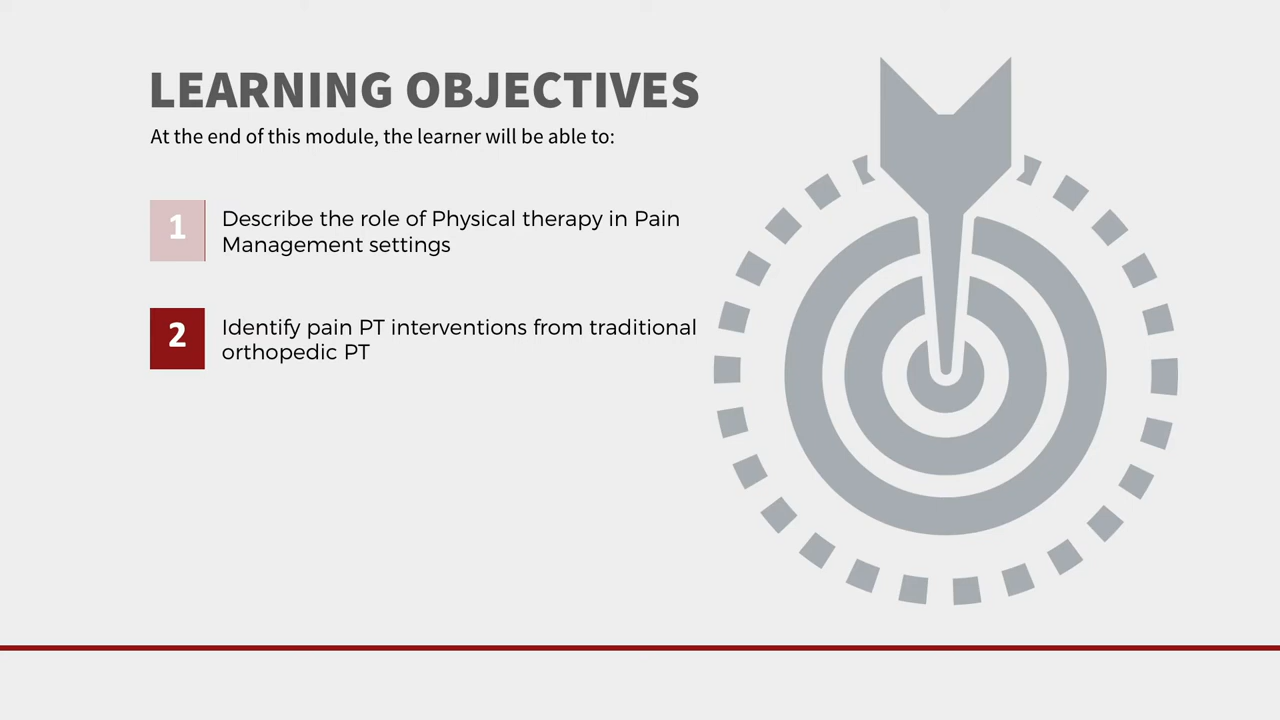 LEARNING OBJECTIVES
At the end of this module, the learner will be able to:
1
Describe the role of Physical therapy in Pain
Management settings
2
Identify pain PT interventions from traditional
orthopedic PT